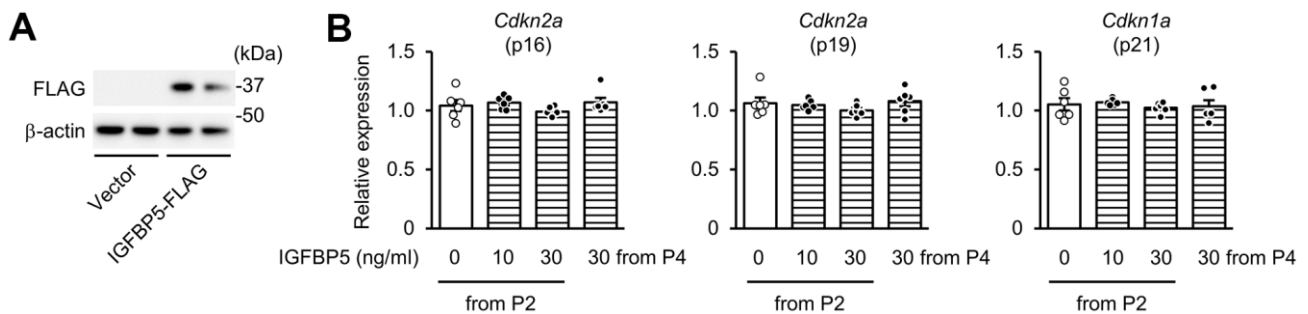 A
(kDa)
FLAG
-37
-50
β-actin
Vector
IGFBP5-FLAG
B
Cdkn2a
(p16)
Cdkn2a
(p19)
Cdkn1a
(p21)
Relative expression
1.5
1.0
0.5
0
1.5
1.0
0.5
0
1.5
1.0
0.5
0
IGFBP5 (ng/ml) 0 10 30 30 from P4 0 10 30 30 from P4 0 10 30 30 from P4
from P2 from P2 from P2